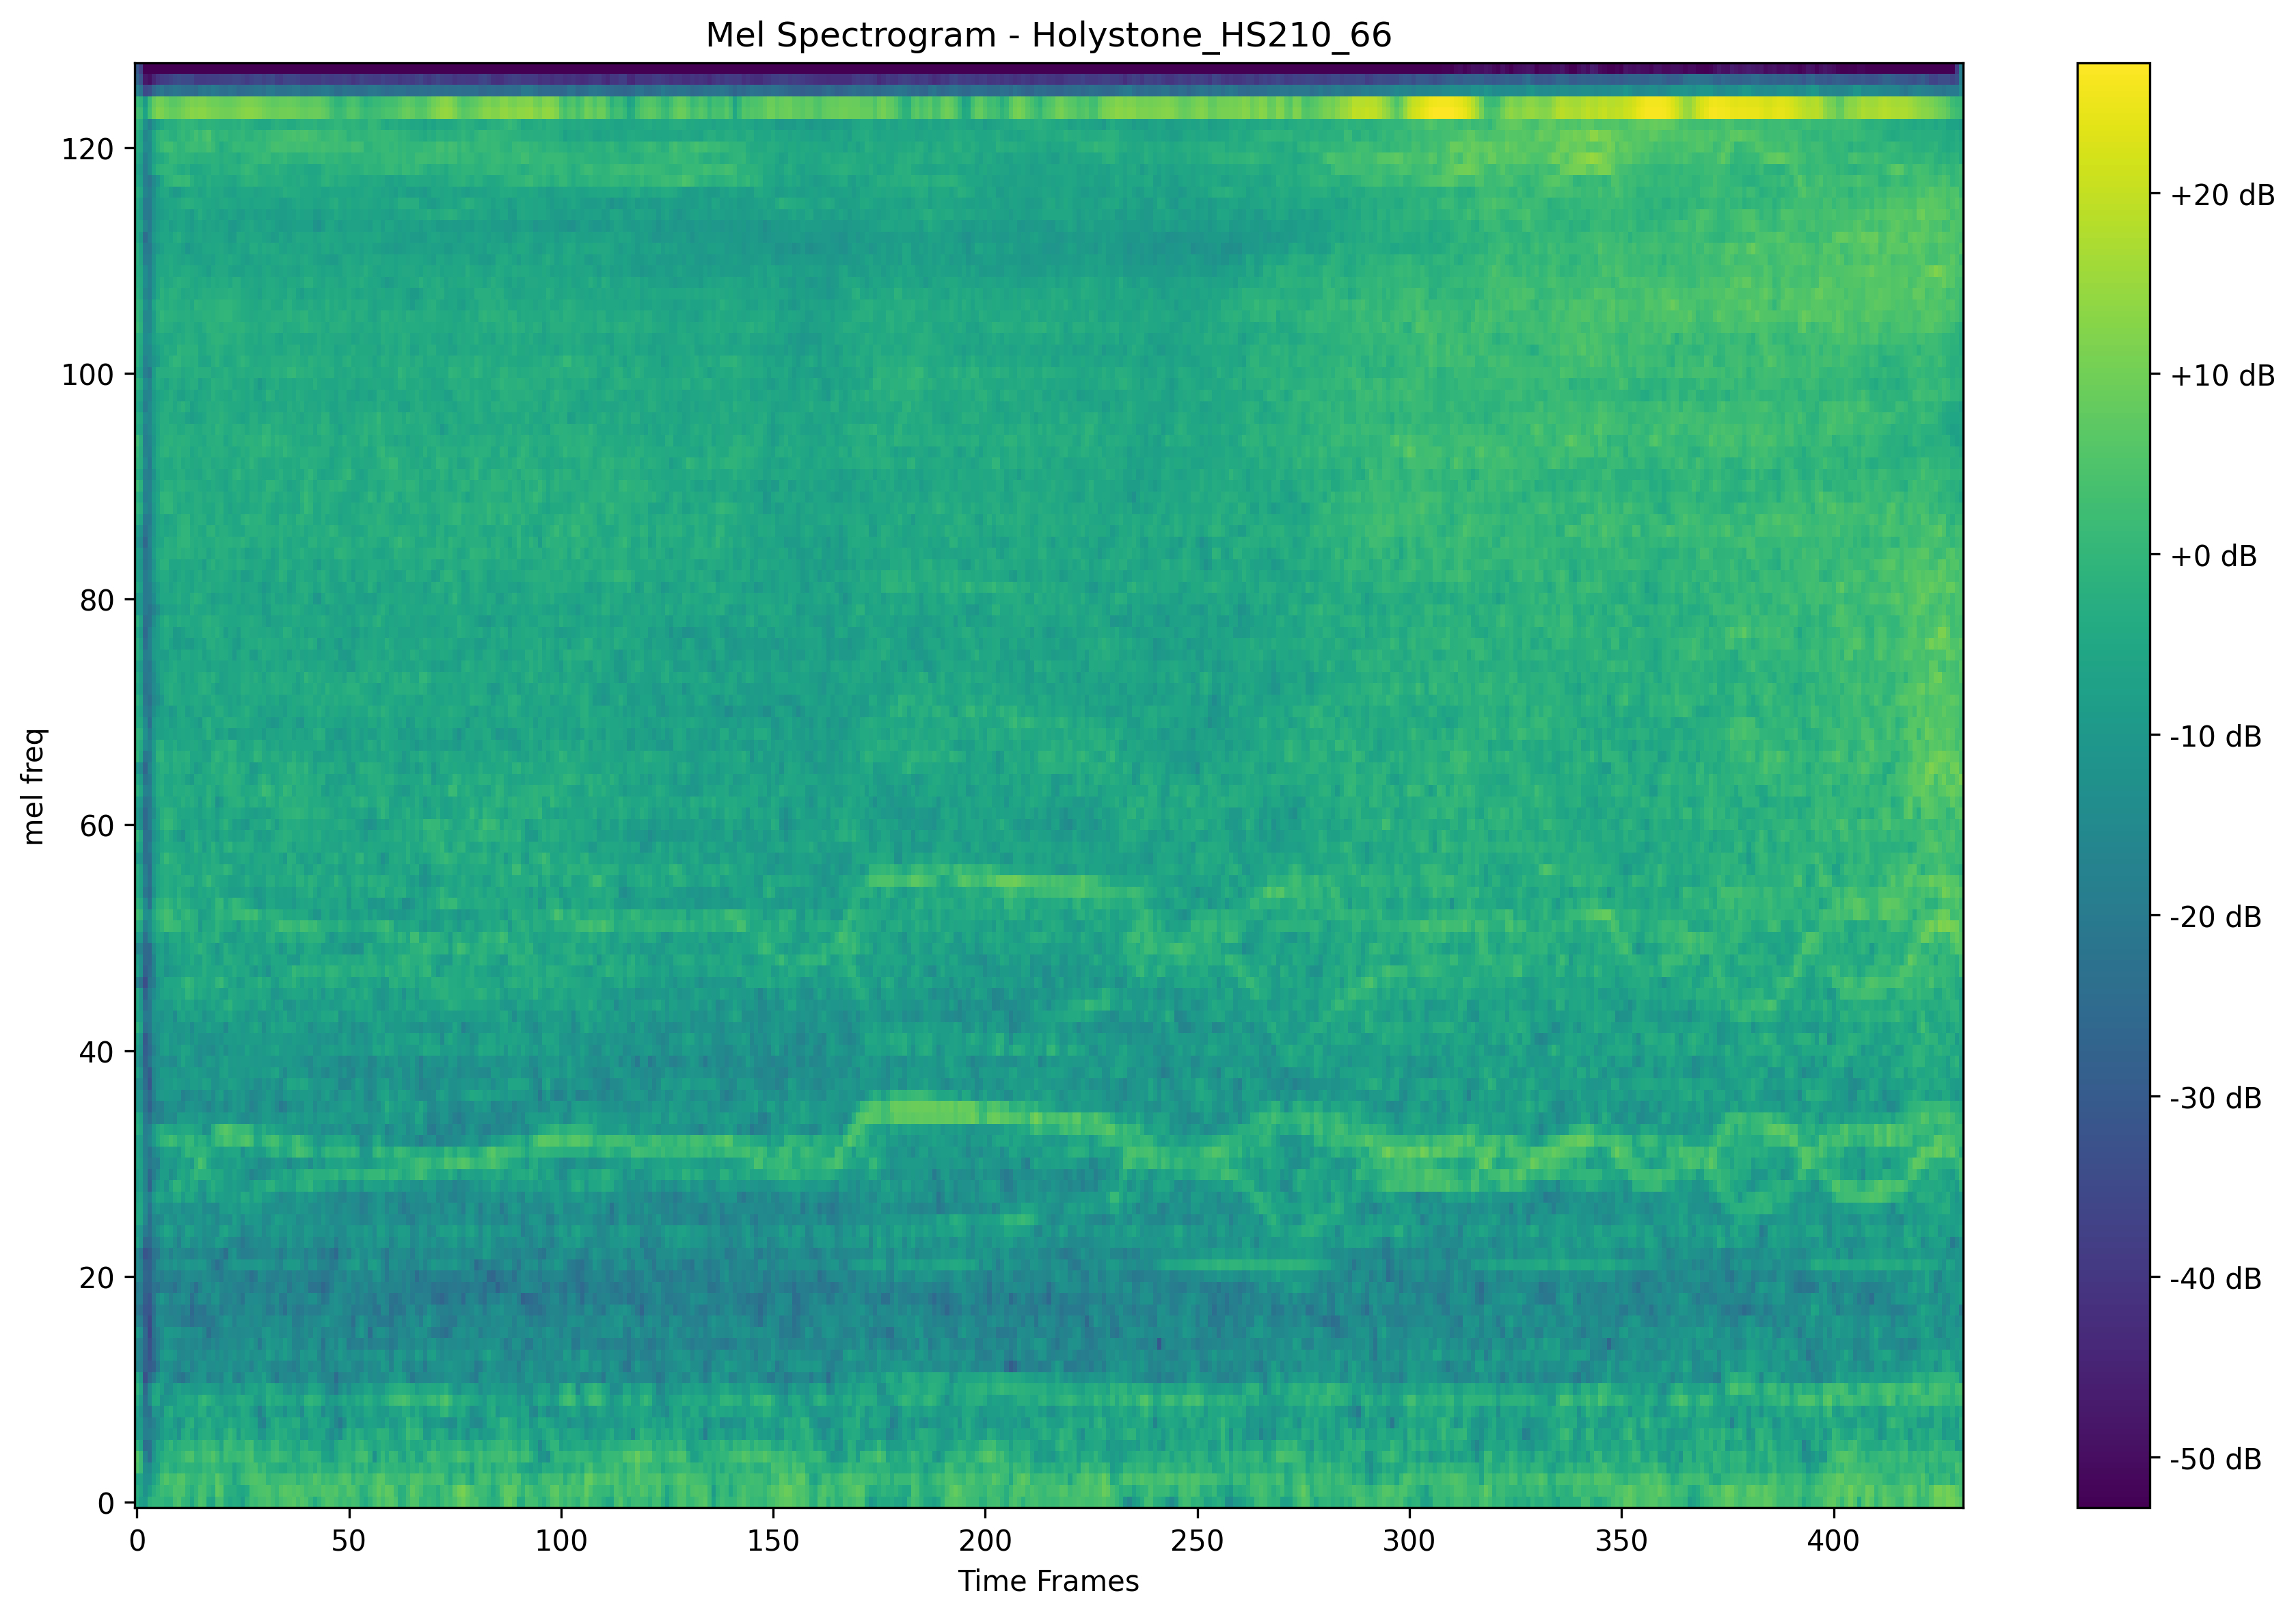 Mel Spectrogram - Holystone_HS210_66
mel freq
120
100
80
60
40
20
0
0 50 100 150 200 250 300 350 400
Time Frames
+20 dB
+10 dB
+0 dB
-10 dB
-20 dB
-30 dB
-40 dB
-50 dB